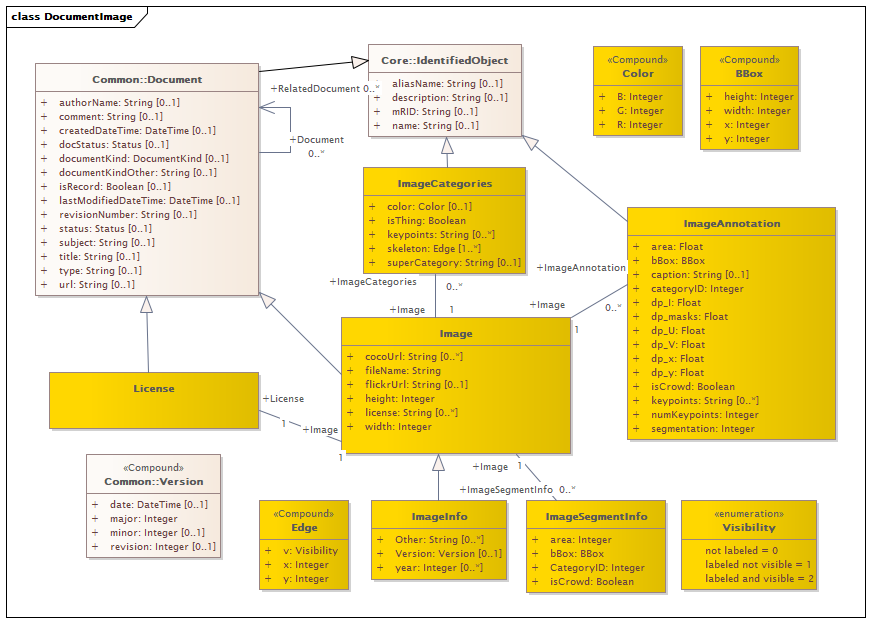 class DocumentImage
Common::Document
+ authorName: String [0..1]
+ comment: String [0..1]
+ createdDateTime: DateTime [0..1]
+ docStatus: Status [0..1]
+ documentKind: DocumentKind [0..1]
+ documentKindOther: String [0..1]
+ isRecord: Boolean [0..1]
+ lastModifiedDateTime: DateTime [0..1]
+ revisionNumber: String [0..1]
+ status: Status [0..1]
+ subject: String [0..1]
+ title: String [0..1]
+ type: String [0..1]
+ url: String [0..1]
+RelatedDocument 0..*
+Document
0..*
Core::IdentifiedObject
aliasName: String [0..1]
+ description: String [0..1]
+ mRID: String [0..1]
+ name: String [0..1]
«Compound»
Color
+ B: Integer
+ G: Integer
+ R: Integer
«Compound»
BBox
+ height: Integer
+ width: Integer
+ x: Integer
+ y: Integer
ImageCategories
+ color: Color [0..1]
+ isThing: Boolean
+ keypoints: String [0..*]
+ skeleton: Edge [1..*]
+ superCategory: String [0..1]
ImageAnnotation
+ area: Float
+ bBox: BBox
+ caption: String [0..1]
+ categoryID: Integer
+ dp_I: Float
+ dp_masks: Float
+ dp_U: Float
+ dp_V: Float
+ dp_x: Float
+ dp_y: Float
+ isCrowd: Boolean
+ keypoints: String [0..*]
+ numKeypoints: Integer
+ segmentation: Integer
+ImageCategories
0..*
+Image
1
+ImageAnnotation
0..*
+Image
1
Image
+ cocoUrl: String [0..*]
+ fileName: String
+ flickrUrl: String [0..1]
+ height: Integer
+ license: String [0..*]
+ width: Integer
License
+License
1
+Image
1
«Compound»
Common::Version
+ date: DateTime [0..1]
+ major: Integer
+ minor: Integer [0..1]
+ revision: Integer [0..1]
+Image 1
+ImageSegmentInfo 0..*
«Compound»
Edge
+ v: Visibility
+ x: Integer
+ y: Integer
ImageInfo
+ Other: String [0..*]
+ Version: Version [0..1]
+ year: Integer [0..*]
ImageSegmentInfo
+ area: Integer
+ bBox: BBox
+ CategoryID: Integer
+ isCrowd: Boolean
«enumeration»
Visibility
not labeled = 0
labeled not visible = 1
labeled and visible = 2